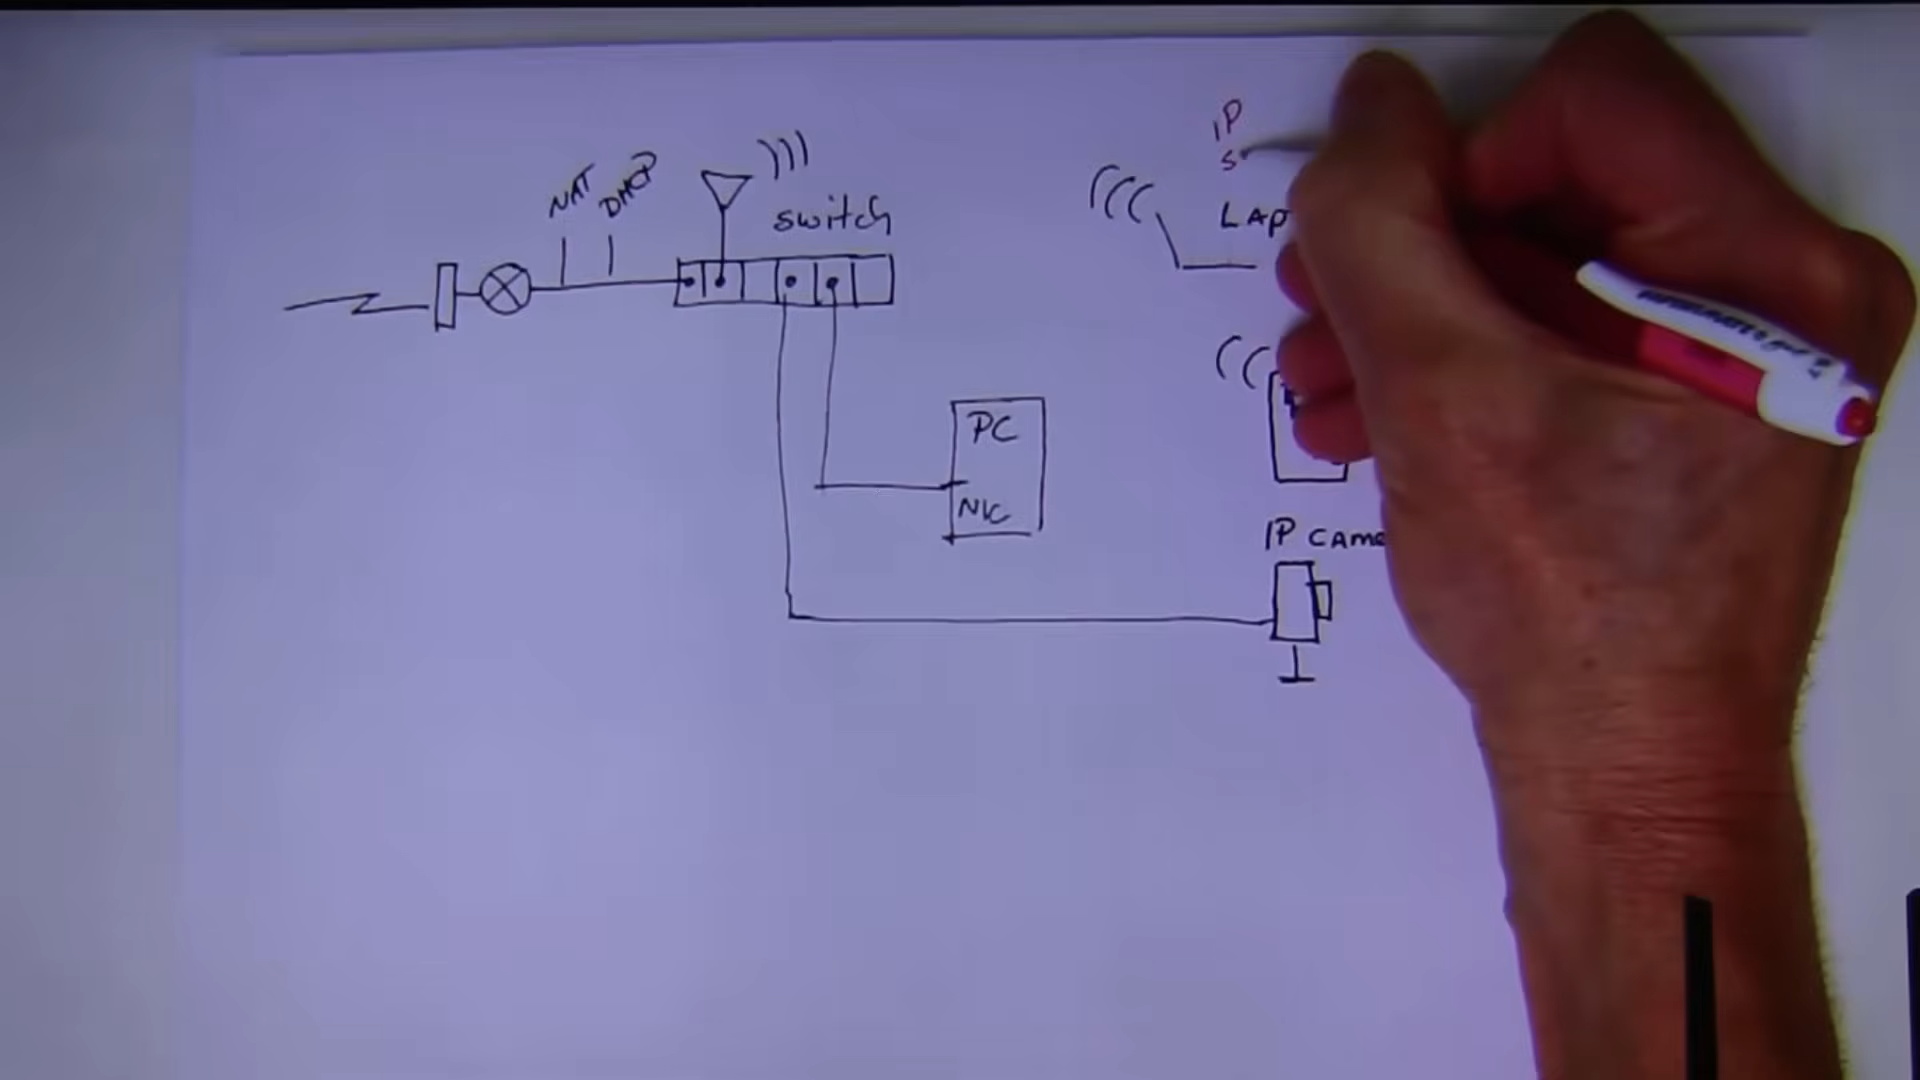 IP
S
NAT DHCP
switch
LAP
PC
NIC
IP CAME